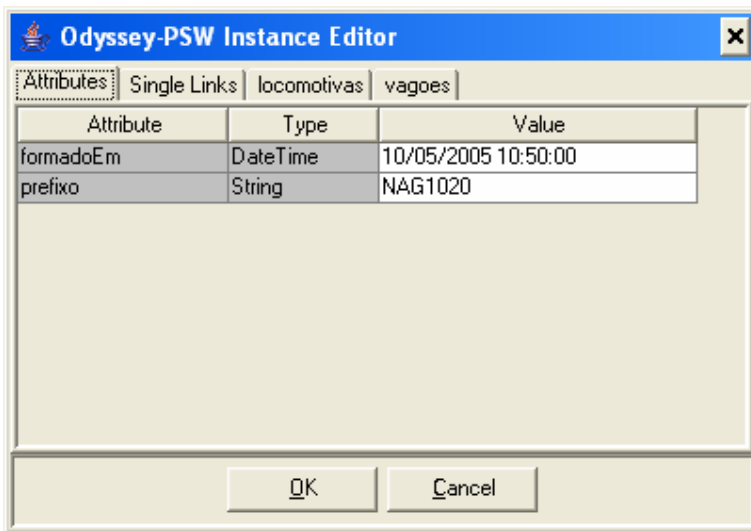 Odyssey-PSW Instance Editor
Attributes Single Links locomotivas vagoes
Attribute Type Value
formadoEm DateTime 10/05/2005 10:50:00
prefixo String NAG1020
OK Cancel